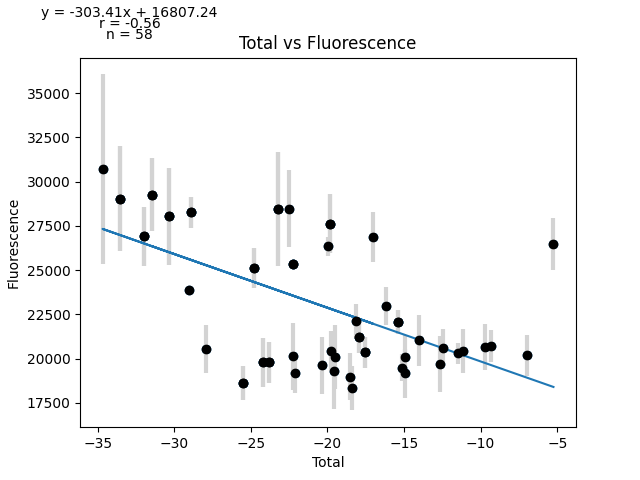 y = -303.41x + 16807.24
r = -0.56
n = 58
Total vs Fluorescence
35000
32500
30000
27500
25000
22500
20000
17500
Fluorescence
−35 −30 −25 −20 −15 −10 −5
Total